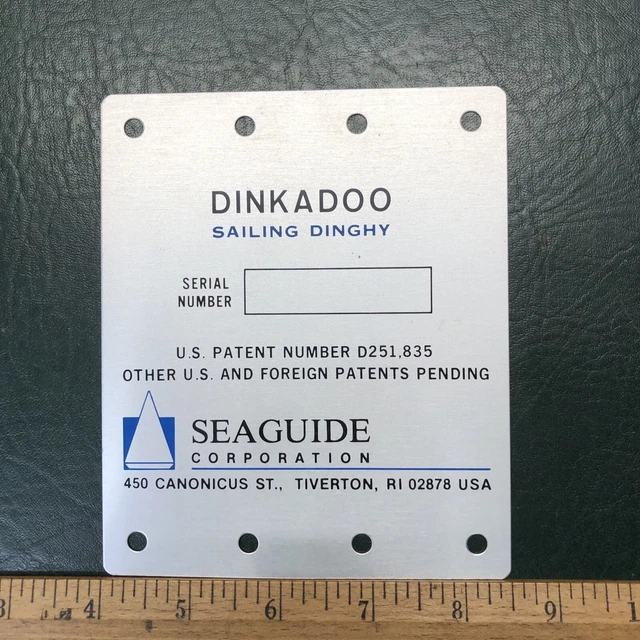 DINKADOO
SAILING DINGHY
SERIAL
NUMBER
U.S. PATENT NUMBER D251,835
OTHER U.S. AND FOREIGN PATENTS PENDING
SEAGUIDE
CORPORATION
450 CANONICUS ST., TIVERTON, RI 02878 USA
3 4 5 6 7 8 9